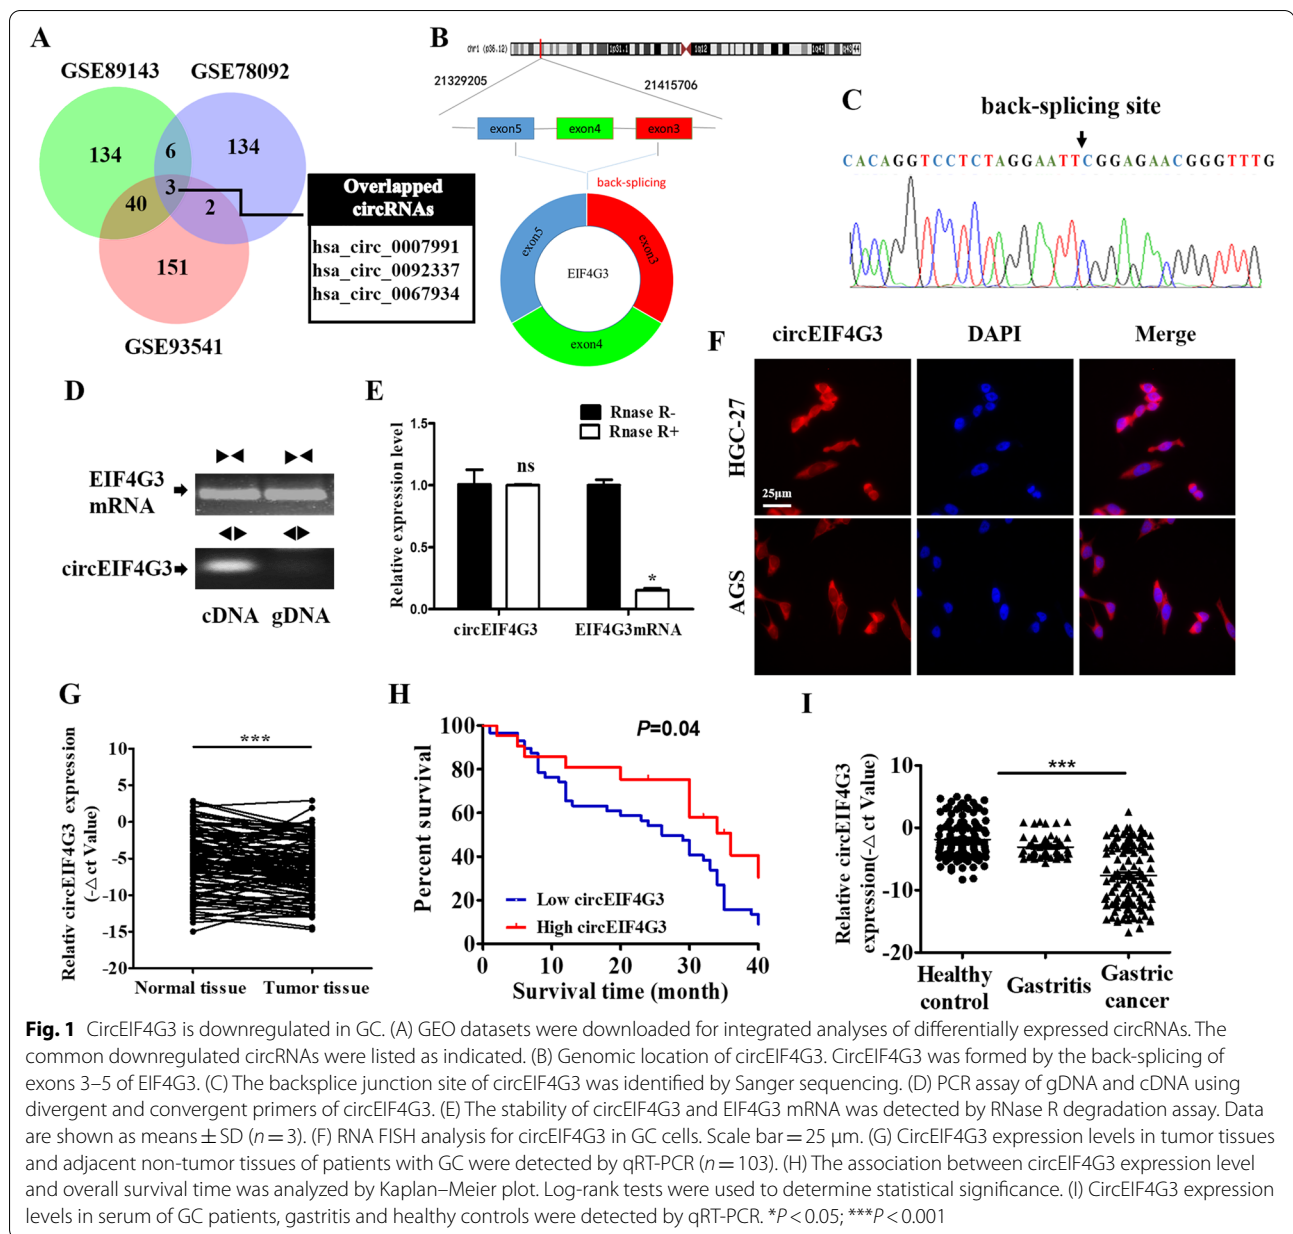 A
GSE89143
GSE78092
134
6
134
3
40
2
151
GSE93541
Overlapped
circRNAs
hsa_circ_0007991
hsa_circ_0092337
hsa_circ_0067934
B
chr1 (p36.12)
1p31.1
1q12
1q41
q43
44
21329205
21415706
exon5
exon4
exon3
back-splicing
exon5
exon3
EIF4G3
exon4
C
back-splicing site
CACAGGTCCTCTAGGAATTCGGAGAACGGGTTTG
D
EIF4G3
mRNA
circEIF4G3
cDNA gDNA
E
Rnase R-
Rnase R+
Relative expression level
1.5
1.0
0.5
0.0
ns
*
circEIF4G3
EIF4G3mRNA
F
circEIF4G3
DAPI
Merge
HGC-27
25μm
AGS
G
Relativ circEIF4G3 expression
(-△ct Value)
***
10
5
0
-5
-10
-15
-20
Normal tissue
Tumor tissue
H
P=0.04
Percent survival
100
80
60
40
20
0
Low circEIF4G3
High circEIF4G3
0
10
20
30
40
Survival time (month)
I
Relative circEIF4G3
expression(-△ct Value)
***
10
0
-10
-20
Healthy
control
Gastritis
Gastric
cancer
Fig. 1 CircEIF4G3 is downregulated in GC. (A) GEO datasets were downloaded for integrated analyses of differentially expressed circRNAs. The
common downregulated circRNAs were listed as indicated. (B) Genomic location of circEIF4G3. CircEIF4G3 was formed by the back-splicing of
exons 3–5 of EIF4G3. (C) The backsplice junction site of circEIF4G3 was identified by Sanger sequencing. (D) PCR assay of gDNA and cDNA using
divergent and convergent primers of circEIF4G3. (E) The stability of circEIF4G3 and EIF4G3 mRNA was detected by RNase R degradation assay. Data
are shown as means ± SD (n = 3). (F) RNA FISH analysis for circEIF4G3 in GC cells. Scale bar = 25 μm. (G) CircEIF4G3 expression levels in tumor tissues
and adjacent non-tumor tissues of patients with GC were detected by qRT-PCR (n = 103). (H) The association between circEIF4G3 expression level
and overall survival time was analyzed by Kaplan–Meier plot. Log-rank tests were used to determine statistical significance. (I) CircEIF4G3 expression
levels in serum of GC patients, gastritis and healthy controls were detected by qRT-PCR. *P < 0.05; ***P < 0.001